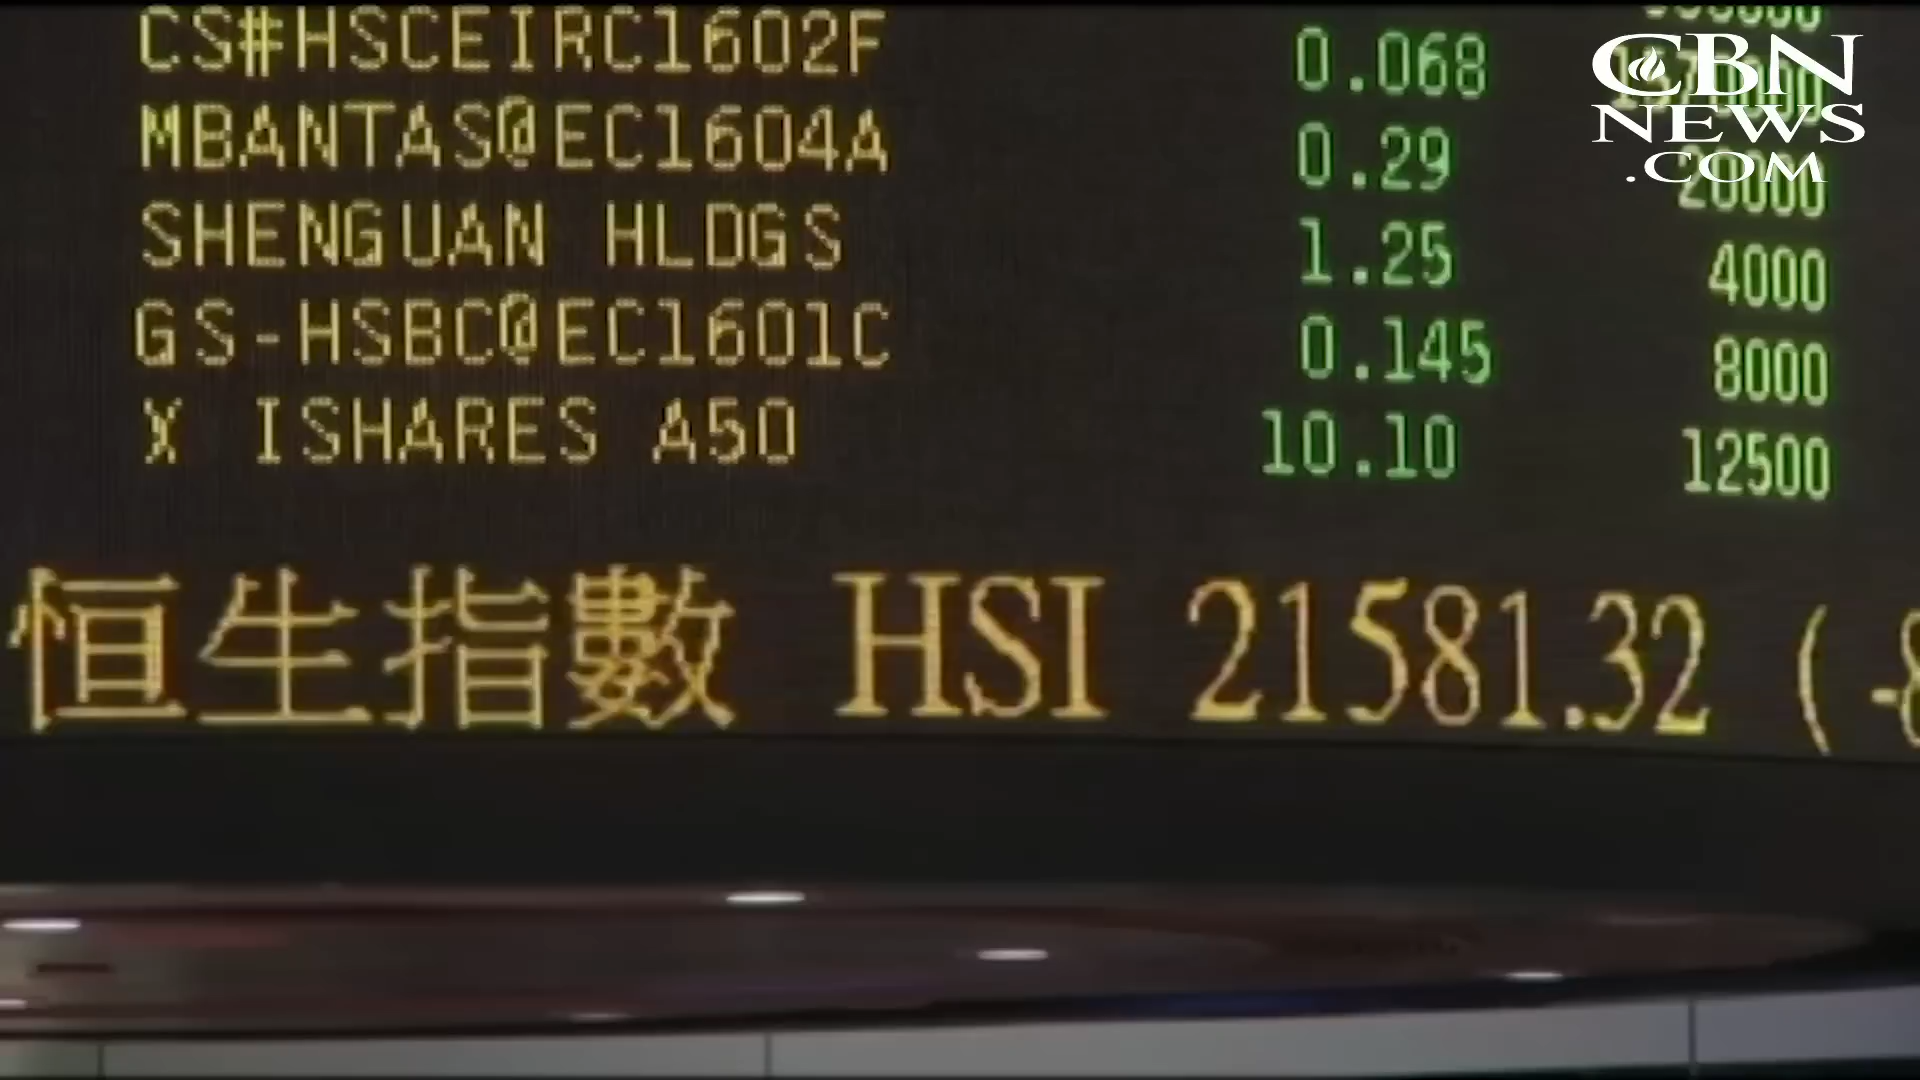 CS#HSCEIRC1602F 0.068
MBANTAS@EC1604A 0.29 20000
SHENGUAN HLDGS 1.25 4000
GS-HSBC@EC1601C 0.145 8000
X ISHARES A50 10.10 12500
恒生指數 HSI 21581.32 ( -8
CBN
NEWS
.COM